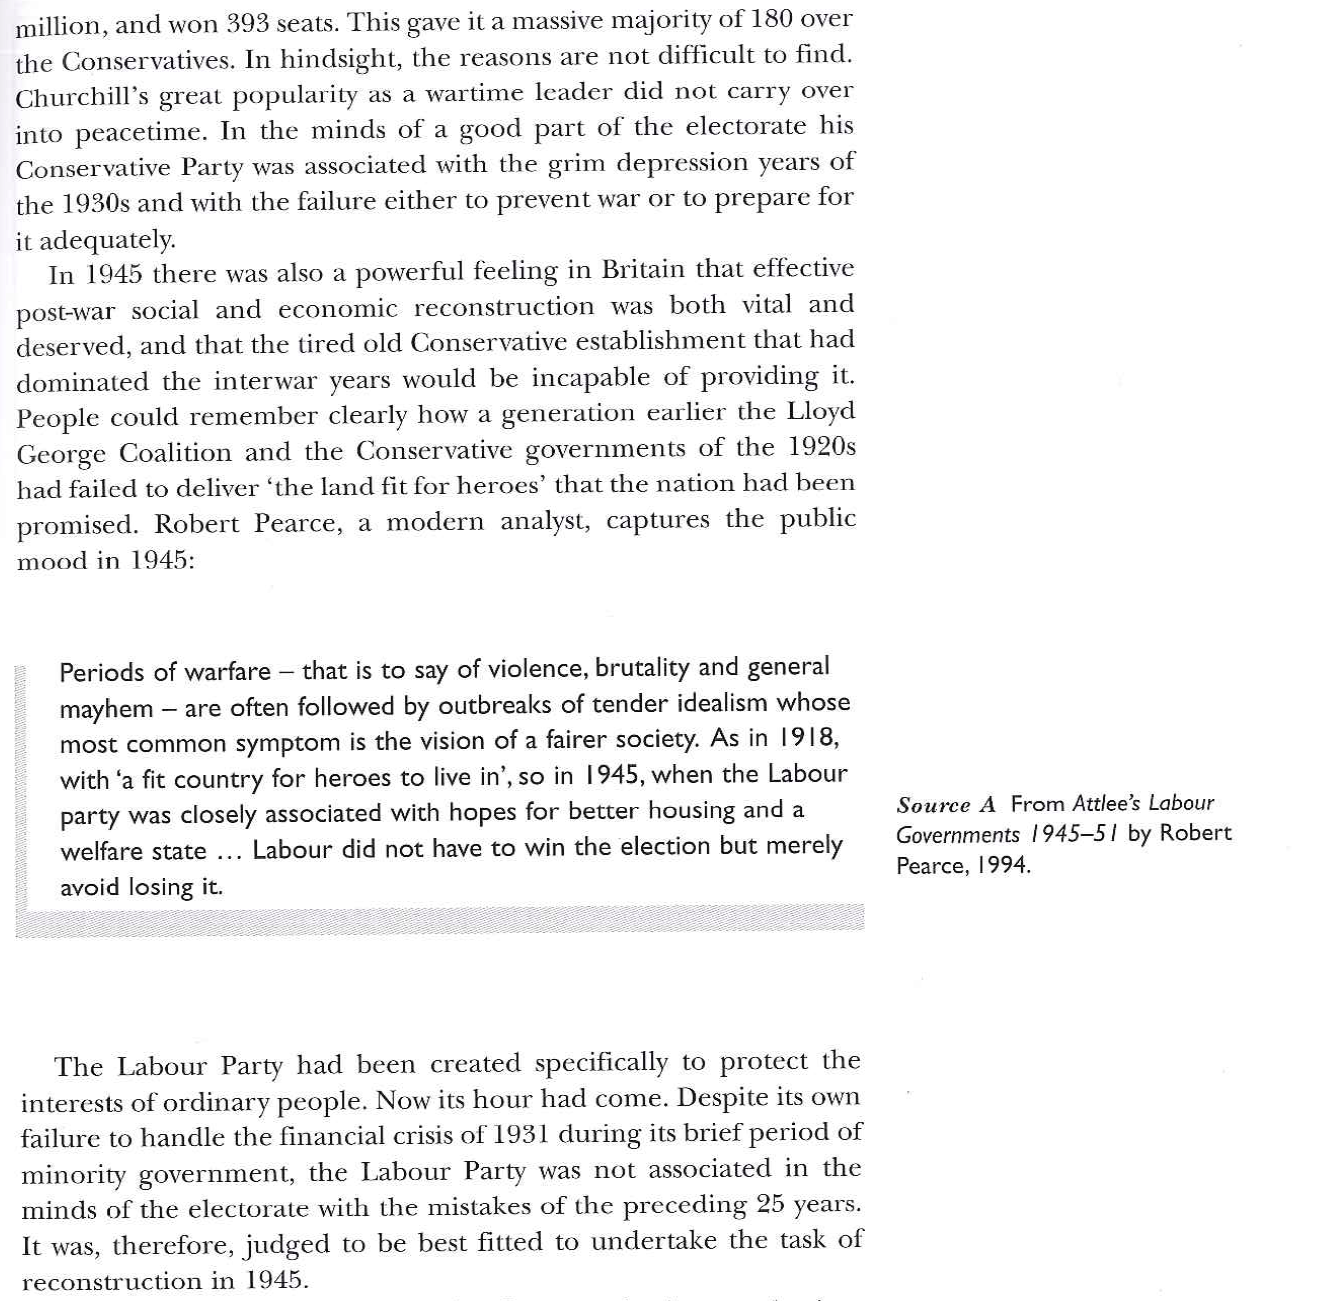 million, and won 393 seats. This gave it a massive majority of 180 over
the Conservatives. In hindsight, the reasons are not difficult to find.
Churchill's great popularity as a wartime leader did not carry over
into peacetime. In the minds of a good part of the electorate his
Conservative Party was associated with the grim depression years of
the 1930s and with the failure either to prevent war or to prepare for
it adequately.
In 1945 there was also a powerful feeling in Britain that effective
post-war social and economic reconstruction was both vital and
deserved, and that the tired old Conservative establishment that had
dominated the interwar years would be incapable of providing it.
People could remember clearly how a generation earlier the Lloyd
George Coalition and the Conservative governments of the 1920s
had failed to deliver 'the land fit for heroes' that the nation had been
promised. Robert Pearce, a modern analyst, captures the public
mood in 1945:
Periods of warfare – that is to say of violence, brutality and general
mayhem – are often followed by outbreaks of tender idealism whose
most common symptom is the vision of a fairer society. As in 1918,
with 'a fit country for heroes to live in', so in 1945, when the Labour
party was closely associated with hopes for better housing and a
welfare state ... Labour did not have to win the election but merely
avoid losing it.
Source A From Attlee's Labour
Governments 1945–51 by Robert
Pearce, 1994.
The Labour Party had been created specifically to protect the
interests of ordinary people. Now its hour had come. Despite its own
failure to handle the financial crisis of 1931 during its brief period of
minority government, the Labour Party was not associated in the
minds of the electorate with the mistakes of the preceding 25 years.
It was, therefore, judged to be best fitted to undertake the task of
reconstruction in 1945.